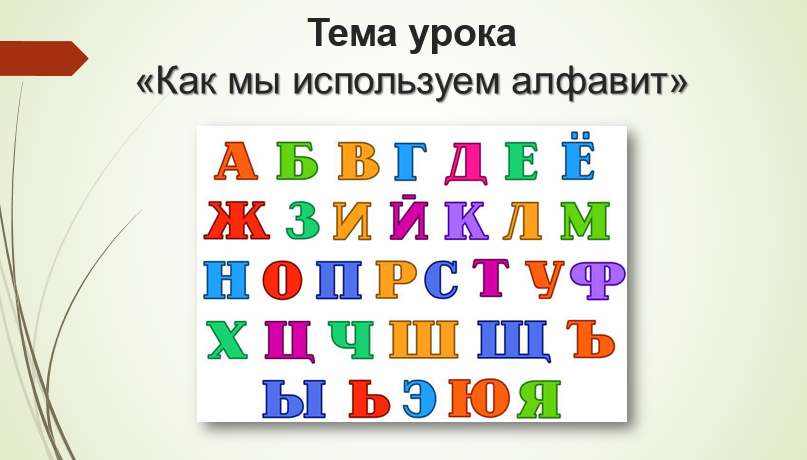 Тема урока
«Как мы используем алфавит»
А Б В Г Д Е Ё
Ж З И Й К Л М
Н О П Р С Т У Ф
Х Ц Ч Ш Щ Ъ
Ы Ь Э Ю Я